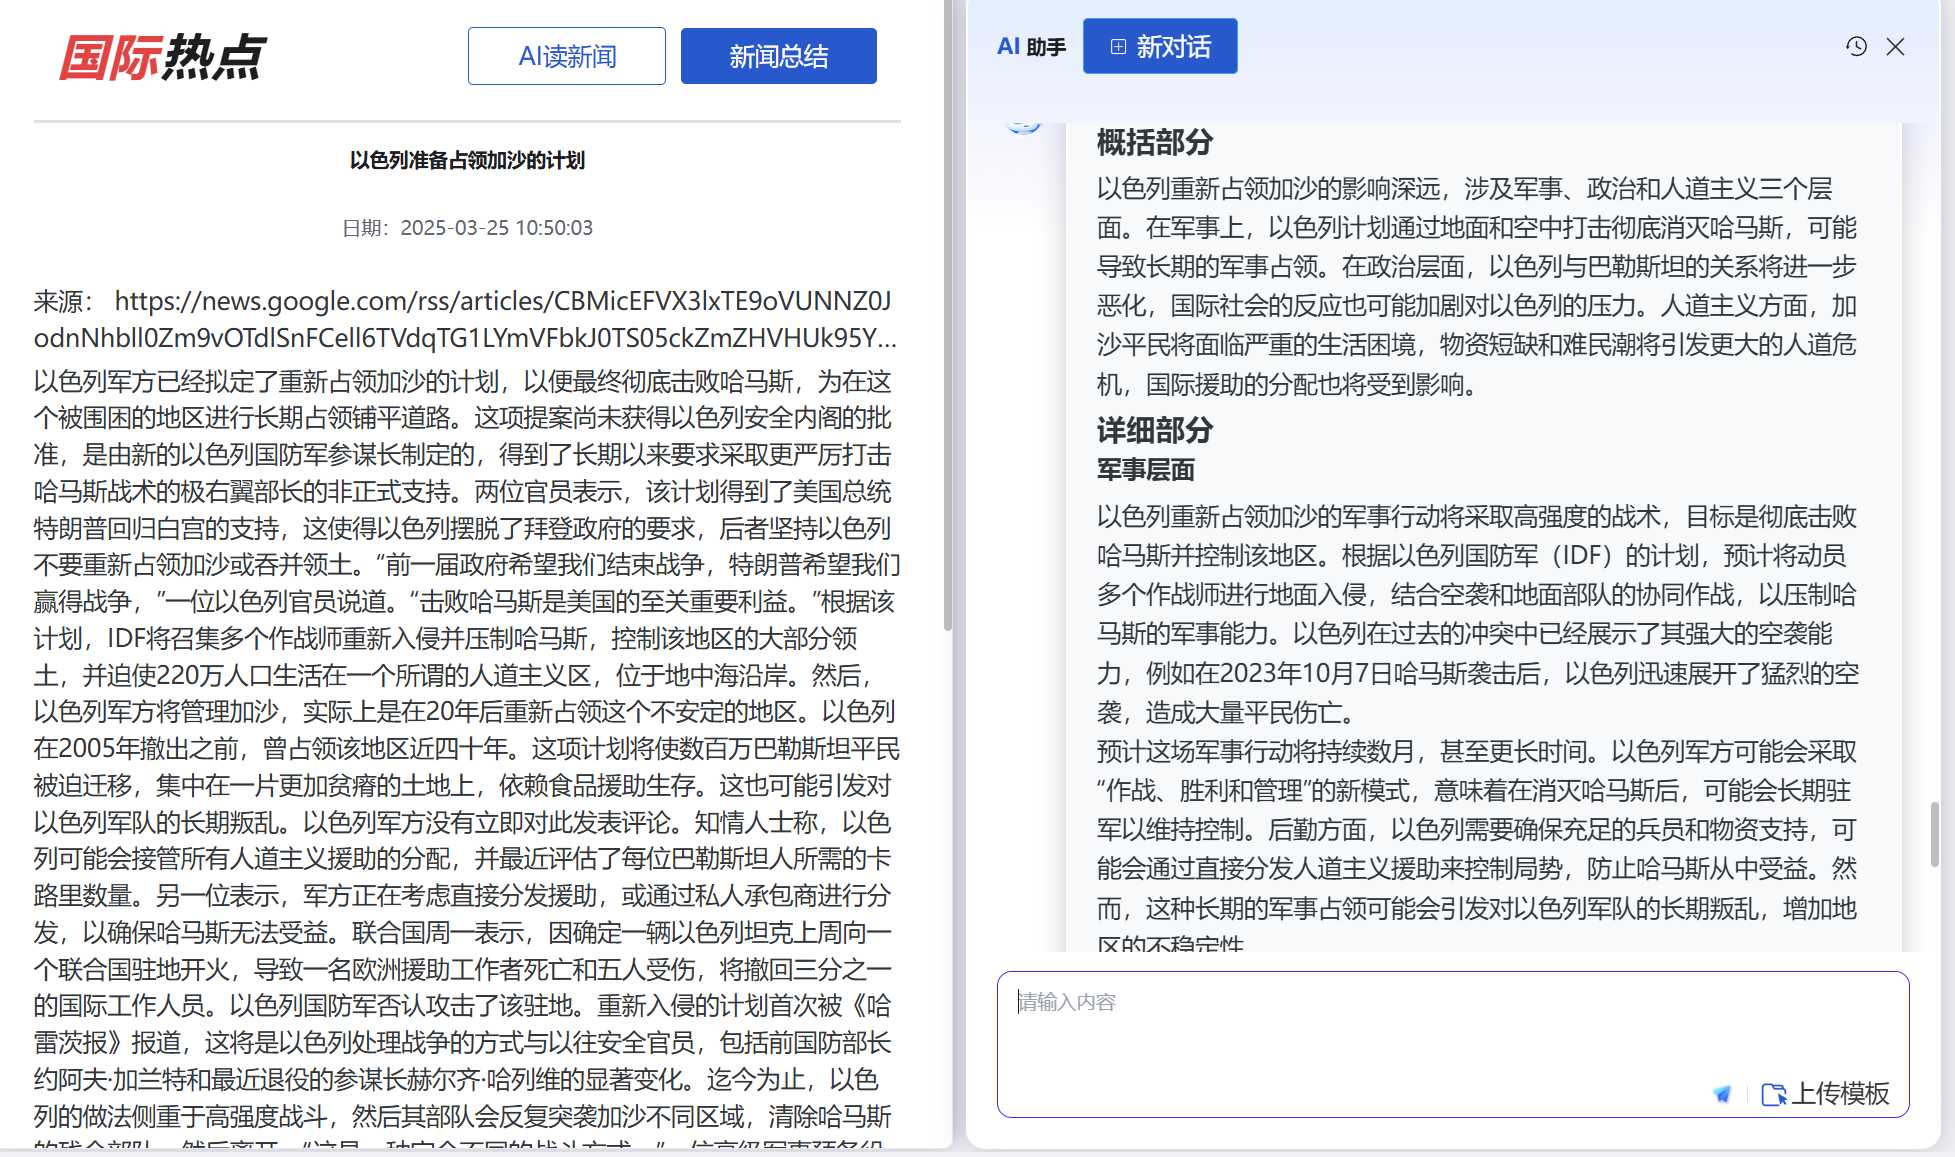 国际热点
AI读新闻
新闻总结
以色列准备占领加沙的计划
日期：2025-03-25 10:50:03
来源： https://news.google.com/rss/articles/CBMicEFVX3lxTE9oVUNNZ0J
odnNhbll0Zm9vOTdlSnFCell6TVdqTG1LYmVFbkJ0TS05ckZmZHVHUk95Y...
以色列军方已经拟定了重新占领加沙的计划，以便最终彻底击败哈马斯，为在这
个被围困的地区进行长期占领铺平道路。这项提案尚未获得以色列安全内阁的批
准，是由新的以色列国防军参谋长制定的，得到了长期以来要求采取更严厉打击
哈马斯战术的极右翼部长的非正式支持。两位官员表示，该计划得到了美国总统
特朗普回归白宫的支持，这使得以色列摆脱了拜登政府的要求，后者坚持以色列
不要重新占领加沙或吞并领土。“前一届政府希望我们结束战争，特朗普希望我们
赢得战争，”一位以色列官员说道。“击败哈马斯是美国的至关重要利益。”根据该
计划，IDF将召集多个作战师重新入侵并压制哈马斯，控制该地区的大部分领
土，并迫使220万人口生活在一个所谓的人道主义区，位于地中海沿岸。然后，
以色列军方将管理加沙，实际上是在20年后重新占领这个不安定的地区。以色列
在2005年撤出之前，曾占领该地区近四十年。这项计划将使数百万巴勒斯坦平民
被迫迁移，集中在一片更加贫瘠的土地上，依赖食品援助生存。这也可能引发对
以色列军队的长期叛乱。以色列军方没有立即对此发表评论。知情人士称，以色
列可能会接管所有人道主义援助的分配，并最近评估了每位巴勒斯坦人所需的卡
路里数量。另一位表示，军方正在考虑直接分发援助，或通过私人承包商进行分
发，以确保哈马斯无法受益。联合国周一表示，因确定一辆以色列坦克上周向一
个联合国驻地开火，导致一名欧洲援助工作者死亡和五人受伤，将撤回三分之一
的国际工作人员。以色列国防军否认攻击了该驻地。重新入侵的计划首次被《哈
雷茨报》报道，这将是以色列处理战争的方式与以往安全官员，包括前国防部长
约阿夫·加兰特和最近退役的参谋长赫尔齐·哈列维的显著变化。迄今为止，以色
列的做法侧重于高强度战斗，然后其部队会反复突袭加沙不同区域，清除哈马斯
AI 助手
新对话
概括部分
以色列重新占领加沙的影响深远，涉及军事、政治和人道主义三个层
面。在军事上，以色列计划通过地面和空中打击彻底消灭哈马斯，可能
导致长期的军事占领。在政治层面，以色列与巴勒斯坦的关系将进一步
恶化，国际社会的反应也可能加剧对以色列的压力。人道主义方面，加
沙平民将面临严重的生活困境，物资短缺和难民潮将引发更大的人道危
机，国际援助的分配也将受到影响。
详细部分
军事层面
以色列重新占领加沙的军事行动将采取高强度的战术，目标是彻底击败
哈马斯并控制该地区。根据以色列国防军（IDF）的计划，预计将动员
多个作战师进行地面入侵，结合空袭和地面部队的协同作战，以压制哈
马斯的军事能力。以色列在过去的冲突中已经展示了其强大的空袭能
力，例如在2023年10月7日哈马斯袭击后，以色列迅速展开了猛烈的空
袭，造成大量平民伤亡。
预计这场军事行动将持续数月，甚至更长时间。以色列军方可能会采取
“作战、胜利和管理”的新模式，意味着在消灭哈马斯后，可能会长期驻
军以维持控制。后勤方面，以色列需要确保充足的兵员和物资支持，可
能会通过直接分发人道主义援助来控制局势，防止哈马斯从中受益。然
而，这种长期的军事占领可能会引发对以色列军队的长期叛乱，增加地
区的不稳定性
请输入内容
上传模板